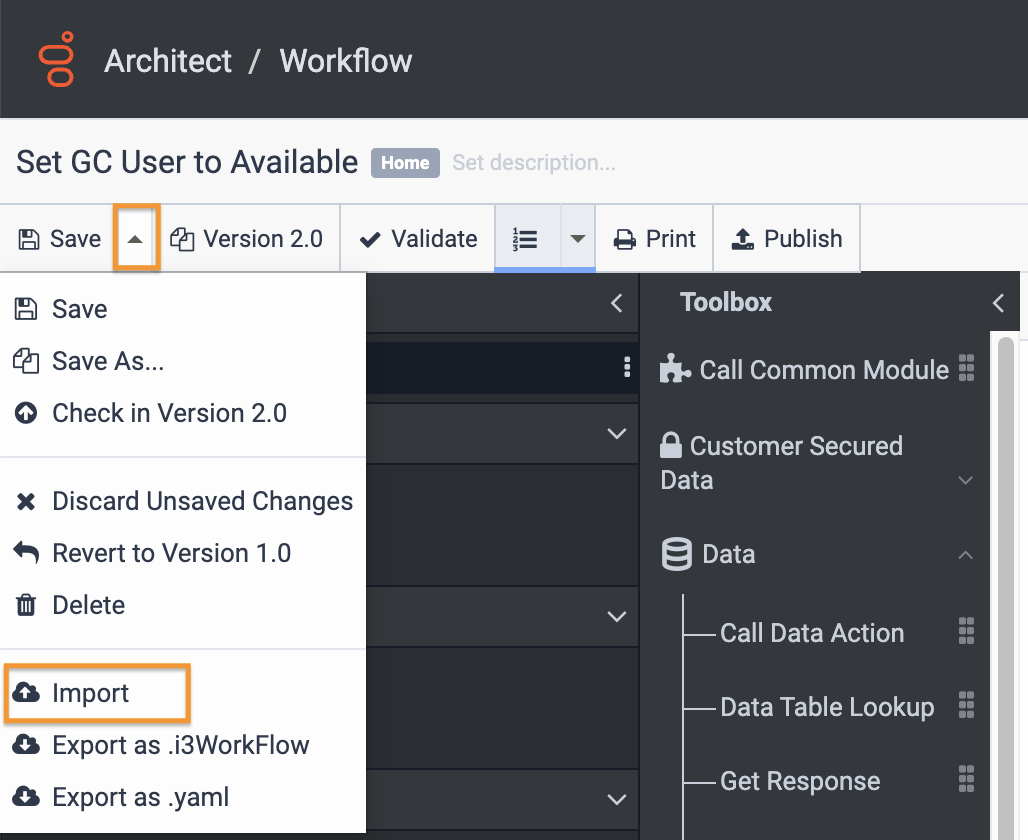 Architect / Workflow
Set GC User to Available Home Set description...
Save Version 2.0 Validate Print Publish
Save
Save As...
Check in Version 2.0
Discard Unsaved Changes
Revert to Version 1.0
Delete
Import
Export as .i3WorkFlow
Export as .yaml
Toolbox
Call Common Module
Customer Secured
Data
Data
Call Data Action
Data Table Lookup
Get Response